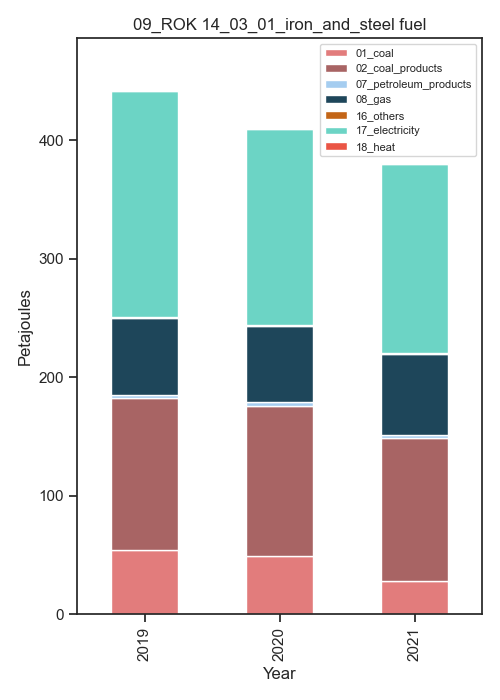 09_ROK 14_03_01_iron_and_steel fuel
01_coal
02_coal_products
07_petroleum_products
08_gas
16_others
17_electricity
18_heat
400
300
200
100
0
Petajoules
2019
2020
2021
Year